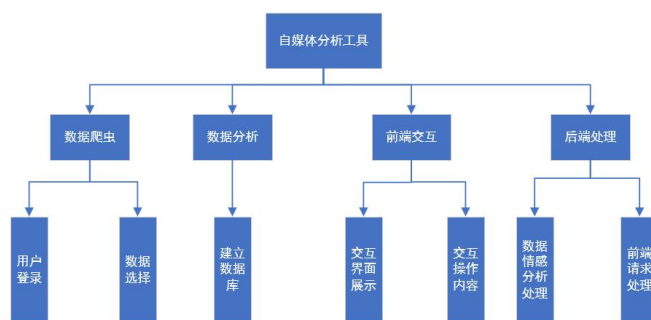 自媒体分析工具
数据爬虫
数据分析
前端交互
后端处理
用户
登录
数据
选择
建立
数据
库
交互
界面
展示
交互
操作
内容
数据
情感
分析
处理
前端
请求
处理